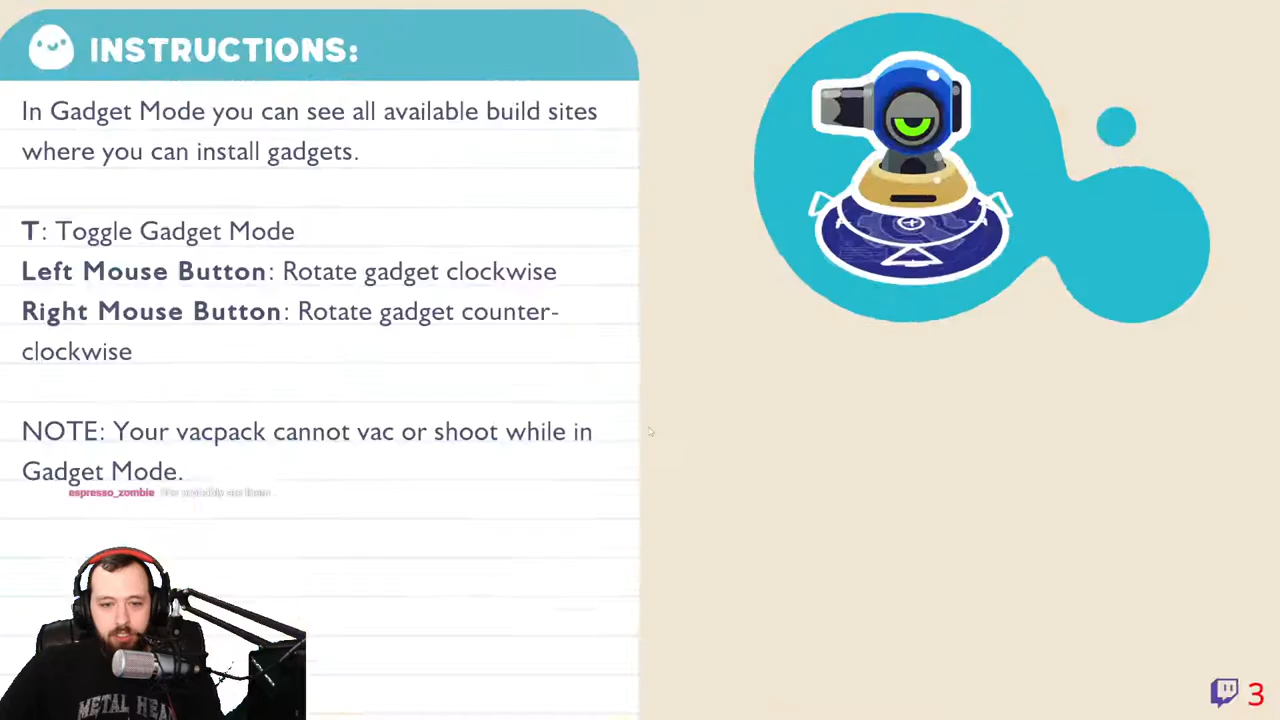 INSTRUCTIONS:
In Gadget Mode you can see all available build sites
where you can install gadgets.
T: Toggle Gadget Mode
Left Mouse Button: Rotate gadget clockwise
Right Mouse Button: Rotate gadget counter-
clockwise
NOTE: Your vacpack cannot vac or shoot while in
Gadget Mode.
espresso_zombie
METAL HEA
3